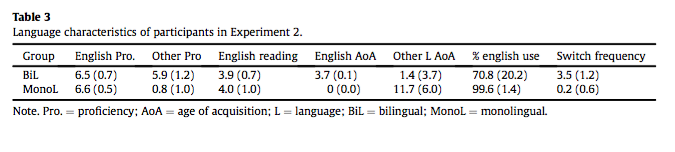 Table 3
Language characteristics of participants in Experiment 2.
Group English Pro. Other Pro English reading English AoA Other L AoA % english use Switch frequency
BiL 6.5 (0.7) 5.9 (1.2) 3.9 (0.7) 3.7 (0.1) 1.4 (3.7) 70.8 (20.2) 3.5 (1.2)
MonoL 6.6 (0.5) 0.8 (1.0) 4.0 (1.0) 0 (0.0) 11.7 (6.0) 99.6 (1.4) 0.2 (0.6)
Note. Pro. = proficiency; AoA = age of acquisition; L = language; BiL = bilingual; MonoL = monolingual.